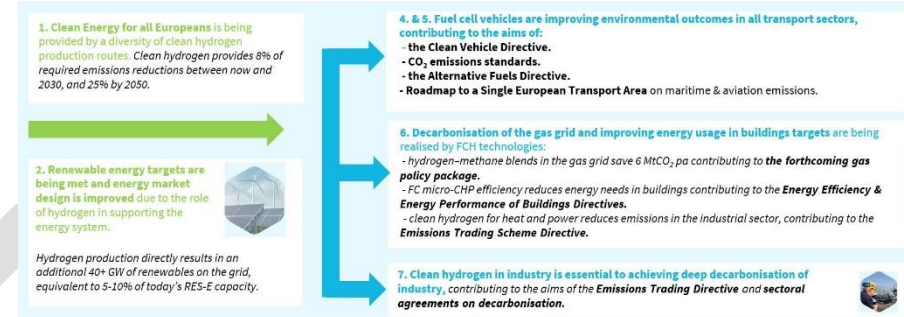 1. Clean Energy for all Europeans is being
provided by a diversity of clean hydrogen
production routes. Clean hydrogen provides 8% of
required emissions reductions between now and
2030, and 25% by 2050.
2. Renewable energy targets are
being met and energy market
design is improved due to the role
of hydrogen in supporting the
energy system.
Hydrogen production directly results in an
additional 40+ GW of renewables on the grid,
equivalent to 5-10% of today's RES-E capacity.
4. & 5. Fuel cell vehicles are improving environmental outcomes in all transport sectors,
contributing to the aims of:
- the Clean Vehicle Directive.
- CO₂ emissions standards.
- the Alternative Fuels Directive.
- Roadmap to a Single European Transport Area on maritime & aviation emissions.
6. Decarbonisation of the gas grid and improving energy usage in buildings targets are being
realised by FCH technologies:
- hydrogen–methane blends in the gas grid save 6 MtCO₂ pa contributing to the forthcoming gas
policy package.
- FC micro-CHP efficiency reduces energy needs in buildings contributing to the Energy Efficiency &
Energy Performance of Buildings Directives.
- clean hydrogen for heat and power reduces emissions in the industrial sector, contributing to the
Emissions Trading Scheme Directive.
7. Clean hydrogen in industry is essential to achieving deep decarbonisation of
industry, contributing to the aims of the Emissions Trading Directive and sectoral
agreements on decarbonisation.